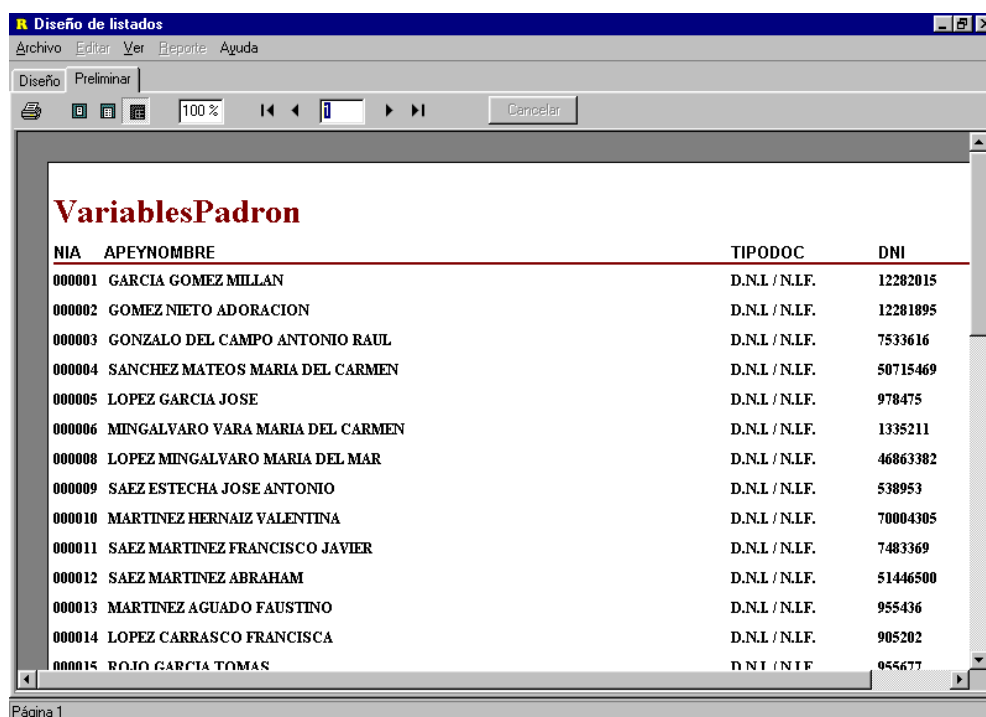 R Diseño de listados
Archivo Editar Ver Reporte Ayuda
Diseño Preliminar
100 % 1 Cancelar
VariablesPadron
NIA APEYNOMBRE TIPODOC DNI
000001 GARCIA GOMEZ MILLAN D.N.I. / N.I.F. 12282015
000002 GOMEZ NIETO ADORACION D.N.I. / N.I.F. 12281895
000003 GONZALO DEL CAMPO ANTONIO RAUL D.N.I. / N.I.F. 7533616
000004 SANCHEZ MATEOS MARIA DEL CARMEN D.N.I. / N.I.F. 50715469
000005 LOPEZ GARCIA JOSE D.N.I. / N.I.F. 978475
000006 MINGALVARO VARA MARIA DEL CARMEN D.N.I. / N.I.F. 1335211
000008 LOPEZ MINGALVARO MARIA DEL MAR D.N.I. / N.I.F. 46863382
000009 SAEZ ESTECHA JOSE ANTONIO D.N.I. / N.I.F. 538953
000010 MARTINEZ HERNAIZ VALENTINA D.N.I. / N.I.F. 70004305
000011 SAEZ MARTINEZ FRANCISCO JAVIER D.N.I. / N.I.F. 7483369
000012 SAEZ MARTINEZ ABRAHAM D.N.I. / N.I.F. 51446500
000013 MARTINEZ AGUADO FAUSTINO D.N.I. / N.I.F. 955436
000014 LOPEZ CARRASCO FRANCISCA D.N.I. / N.I.F. 905202
000015 ROJO GARCIA TOMAS D.N.I. / N.I.F. 955677
Página 1